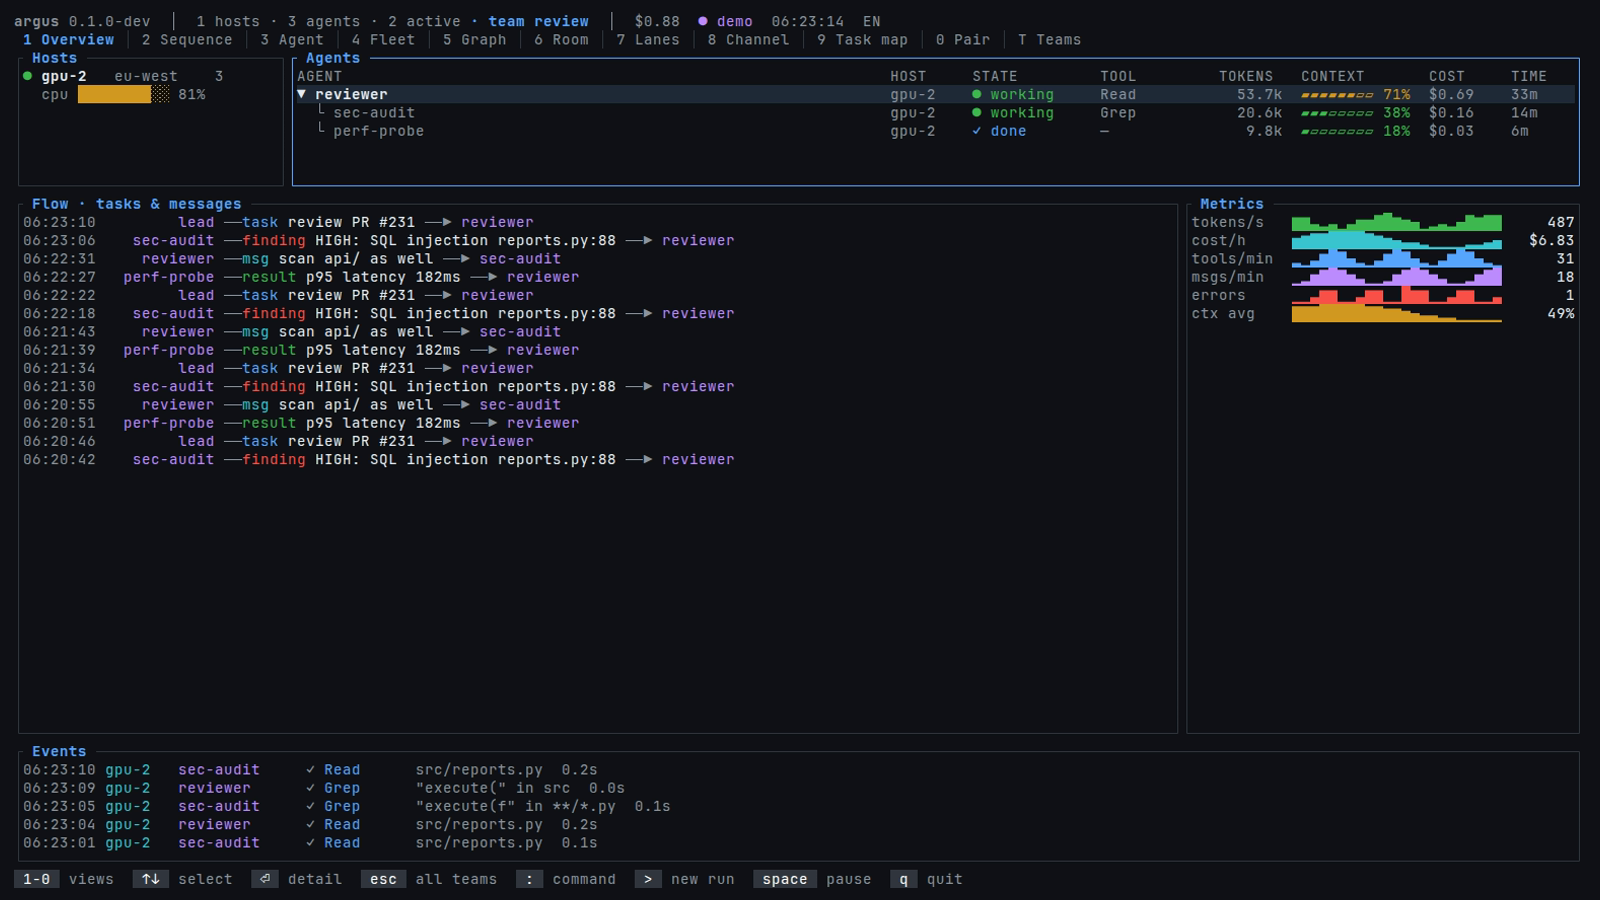 argus 0.1.0-dev │ 1 hosts · 3 agents · 2 active · team review │ $0.88 ● demo 06:23:14 EN
1 Overview │ 2 Sequence │ 3 Agent │ 4 Fleet │ 5 Graph │ 6 Room │ 7 Lanes │ 8 Channel │ 9 Task map │ 0 Pair │ T Teams
Hosts
● gpu-2 eu-west 3
cpu 81%
Agents
AGENT HOST STATE TOOL TOKENS CONTEXT COST TIME
▼ reviewer gpu-2 ● working Read 53.7k ▰▰▰▰▰▰▱▱ 71% $0.69 33m
└ sec-audit gpu-2 ● working Grep 20.6k ▰▰▰▱▱▱▱▱ 38% $0.16 14m
└ perf-probe gpu-2 ✓ done — 9.8k ▰▱▱▱▱▱▱▱ 18% $0.03 6m
Flow · tasks & messages
06:23:10 lead ──task review PR #231 ──▶ reviewer
06:23:06 sec-audit ──finding HIGH: SQL injection reports.py:88 ──▶ reviewer
06:22:31 reviewer ──msg scan api/ as well ──▶ sec-audit
06:22:27 perf-probe ──result p95 latency 182ms ──▶ reviewer
06:22:22 lead ──task review PR #231 ──▶ reviewer
06:22:18 sec-audit ──finding HIGH: SQL injection reports.py:88 ──▶ reviewer
06:21:43 reviewer ──msg scan api/ as well ──▶ sec-audit
06:21:39 perf-probe ──result p95 latency 182ms ──▶ reviewer
06:21:34 lead ──task review PR #231 ──▶ reviewer
06:21:30 sec-audit ──finding HIGH: SQL injection reports.py:88 ──▶ reviewer
06:20:55 reviewer ──msg scan api/ as well ──▶ sec-audit
06:20:51 perf-probe ──result p95 latency 182ms ──▶ reviewer
06:20:46 lead ──task review PR #231 ──▶ reviewer
06:20:42 sec-audit ──finding HIGH: SQL injection reports.py:88 ──▶ reviewer
Metrics
tokens/s 487
cost/h $6.83
tools/min 31
msgs/min 18
errors 1
ctx avg 49%
Events
06:23:10 gpu-2 sec-audit ✓ Read src/reports.py 0.2s
06:23:09 gpu-2 reviewer ✓ Grep "execute(" in src 0.0s
06:23:05 gpu-2 sec-audit ✓ Grep "execute(f" in **/*.py 0.1s
06:23:04 gpu-2 reviewer ✓ Read src/reports.py 0.2s
06:23:01 gpu-2 sec-audit ✓ Read src/reports.py 0.1s
1-0 views ↑↓ select ⏎ detail esc all teams : command > new run space pause q quit